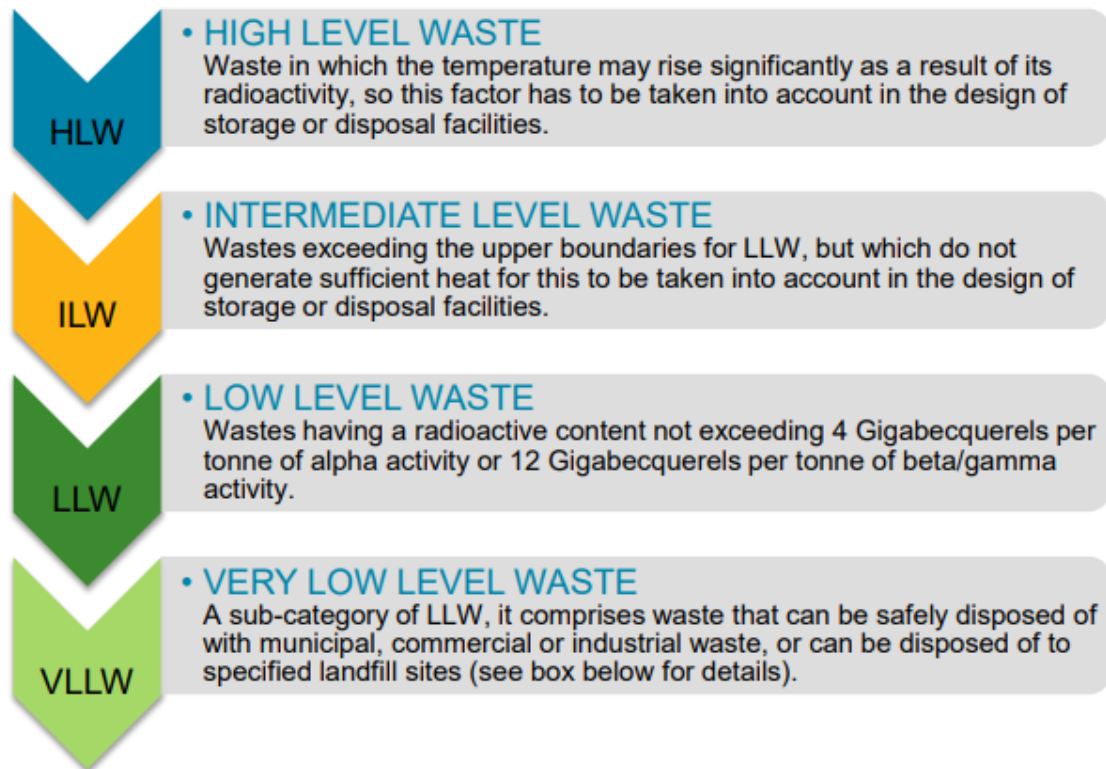 • HIGH LEVEL WASTE
Waste in which the temperature may rise significantly as a result of its
radioactivity, so this factor has to be taken into account in the design of
storage or disposal facilities.
HLW
• INTERMEDIATE LEVEL WASTE
Wastes exceeding the upper boundaries for LLW, but which do not
generate sufficient heat for this to be taken into account in the design of
storage or disposal facilities.
ILW
• LOW LEVEL WASTE
Wastes having a radioactive content not exceeding 4 Gigabecquerels per
tonne of alpha activity or 12 Gigabecquerels per tonne of beta/gamma
activity.
LLW
• VERY LOW LEVEL WASTE
A sub-category of LLW, it comprises waste that can be safely disposed of
with municipal, commercial or industrial waste, or can be disposed of to
specified landfill sites (see box below for details).
VLLW